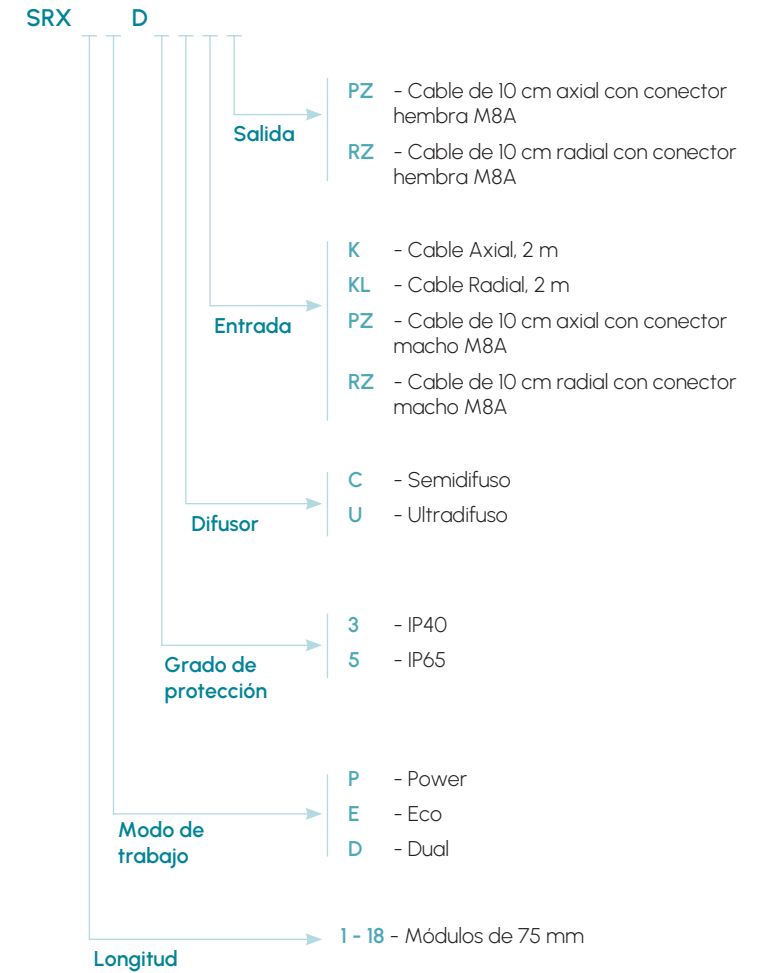 SRX D
PZ - Cable de 10 cm axial con conector
hembra M8A
Salida
RZ - Cable de 10 cm radial con conector
hembra M8A
K - Cable Axial, 2 m
KL - Cable Radial, 2 m
Entrada
PZ - Cable de 10 cm axial con conector
macho M8A
RZ - Cable de 10 cm radial con conector
macho M8A
C - Semidifuso
U - Ultradifuso
Difusor
3 - IP40
5 - IP65
Grado de
protección
P - Power
E - Eco
D - Dual
Modo de
trabajo
1 - 18 - Módulos de 75 mm
Longitud